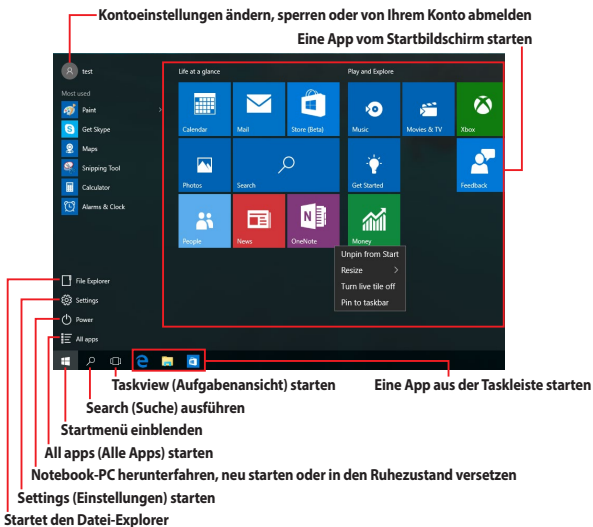 Kontoeinstellungen ändern, sperren oder von Ihrem Konto abmelden
Eine App vom Startbildschirm starten
test
Life at a glance
Play and Explore
Most used
Paint
Get Skype
Maps
Snipping Tool
Calculator
Alarms & Clock
Calendar
Mail
Store (Beta)
Music
Movies & TV
Xbox
Photos
Search
Get Started
Feedback
People
News
OneNote
Money
Unpin from Start
Resize
Turn live tile off
Pin to taskbar
File Explorer
Settings
Power
All apps
Taskview (Aufgabenansicht) starten
Eine App aus der Taskleiste starten
Search (Suche) ausführen
Startmenü einblenden
All apps (Alle Apps) starten
Notebook-PC herunterfahren, neu starten oder in den Ruhezustand versetzen
Settings (Einstellungen) starten
Startet den Datei-Explorer